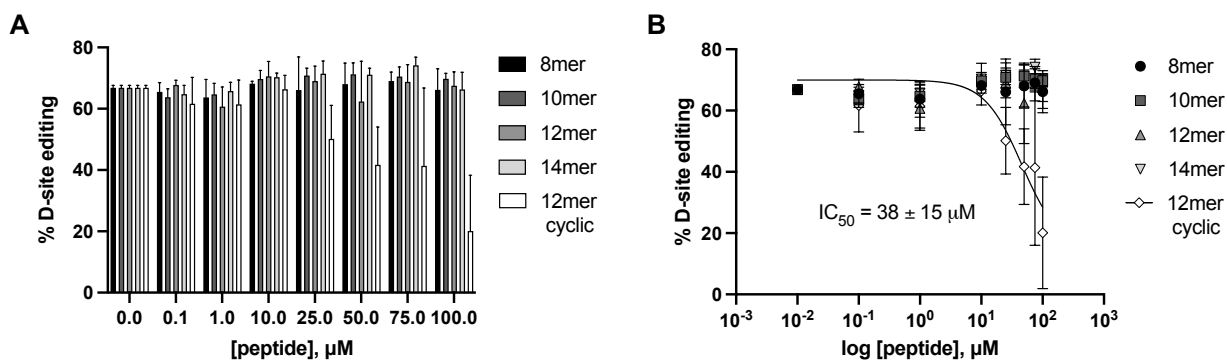 A
% D-site editing
80
60
40
20
0
0.0 0.1 1.0 10.0 25.0 50.0 75.0 100.0
[peptide], µM
8mer
10mer
12mer
14mer
12mer
cyclic
B
% D-site editing
80
60
40
20
0
IC50 = 38 ± 15 µM
10-3 10-2 10-1 100 101 102 103
log [peptide], µM
8mer
10mer
12mer
14mer
12mer
cyclic